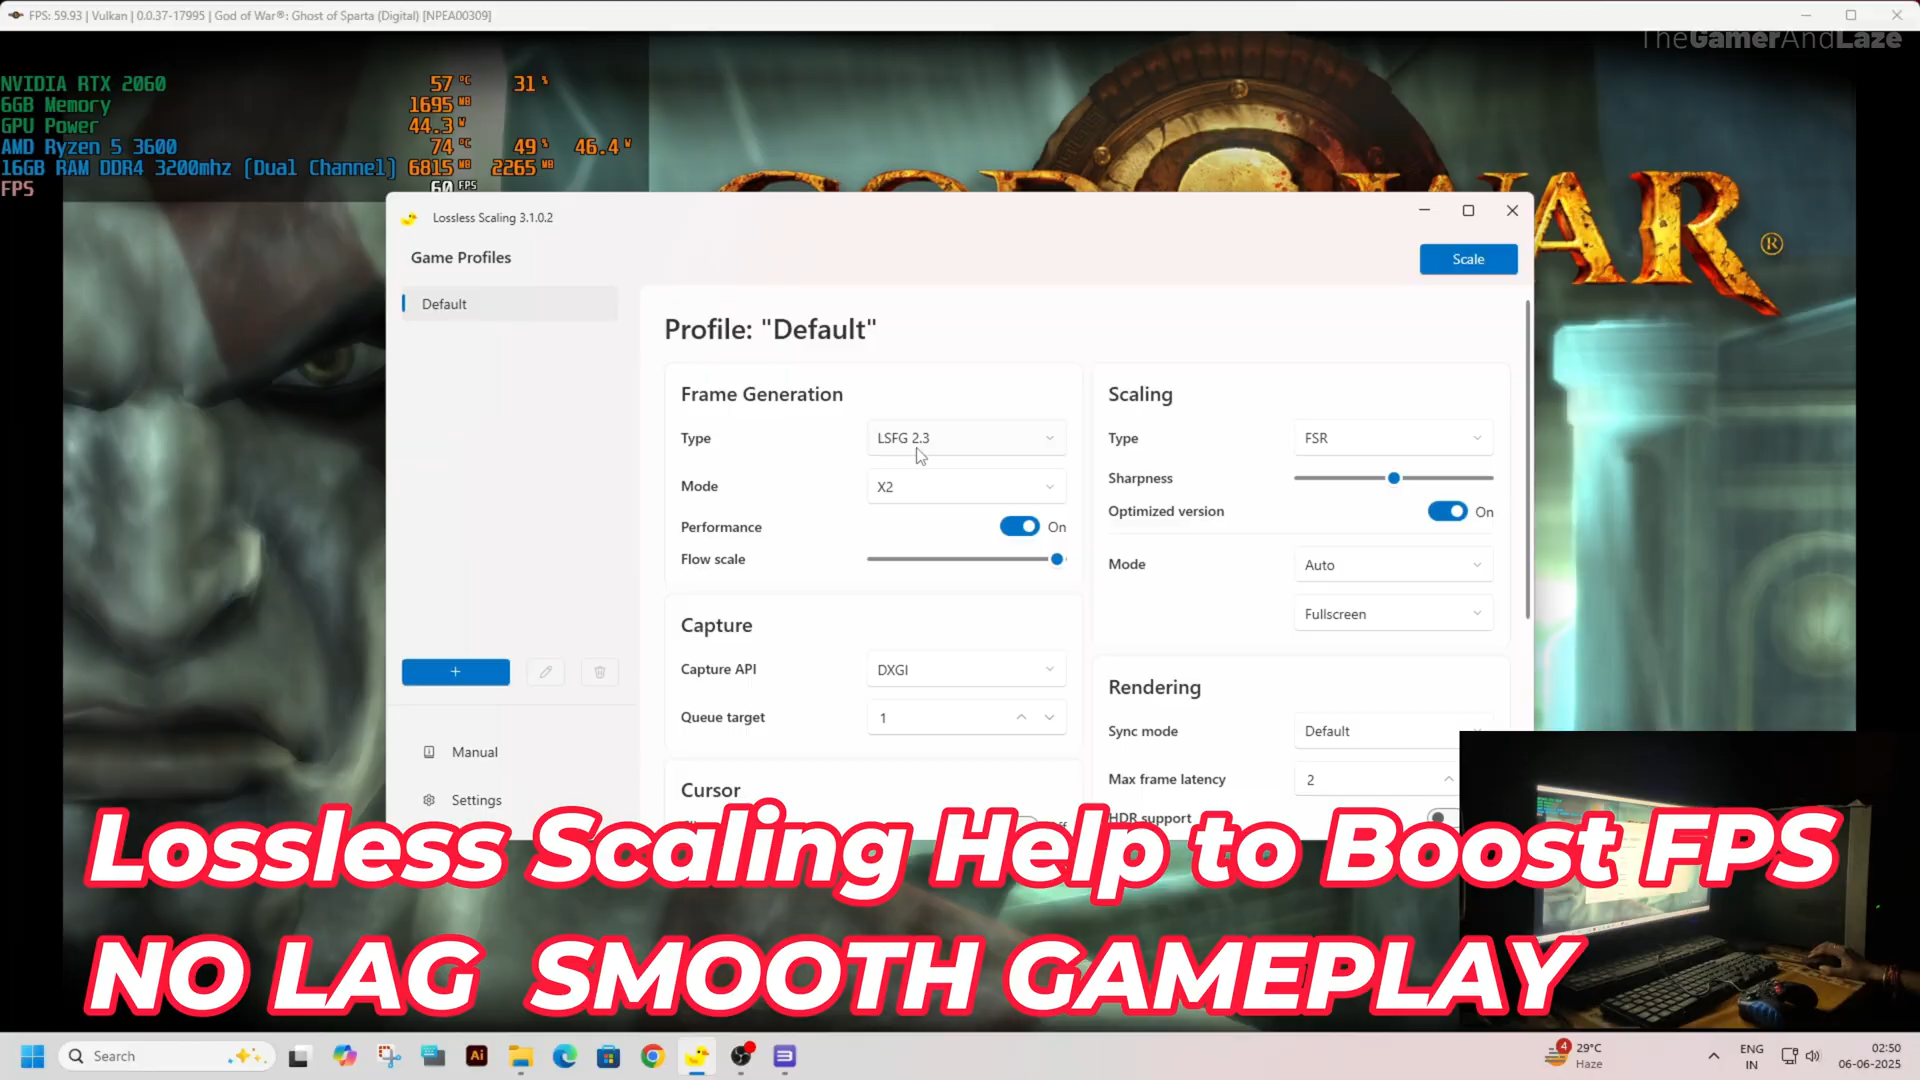 FPS: 59.93 | Vulkan | 0.0.37-17995 | God of War®: Ghost of Sparta (Digital) [NPEA00309]
TheGamerAndLaze
NVIDIA RTX 2060 57 °C 31 %
6GB Memory 1695 MB
GPU Power 44.3 W
AMD Ryzen 5 3600 74 °C 49 % 46.4 W
16GB RAM DDR4 3200mhz [Dual Channel] 6815 MB 2265 MB
FPS 60 FPS
GOD WAR®
Lossless Scaling 3.1.0.2
Game Profiles
Scale
Default
Profile: "Default"
Frame Generation
Type LSFG 2.3
Mode X2
Performance On
Flow scale
Scaling
Type FSR
Sharpness
Optimized version On
Mode Auto
Fullscreen
Capture
Capture API DXGI
Queue target 1
Rendering
Sync mode Default
Max frame latency 2
HDR support
Cursor
+
Manual
Settings
Lossless Scaling Help to Boost FPS
NO LAG SMOOTH GAMEPLAY
Search
Ai
4
29°C
Haze
ENG
IN
02:50
06-06-2025